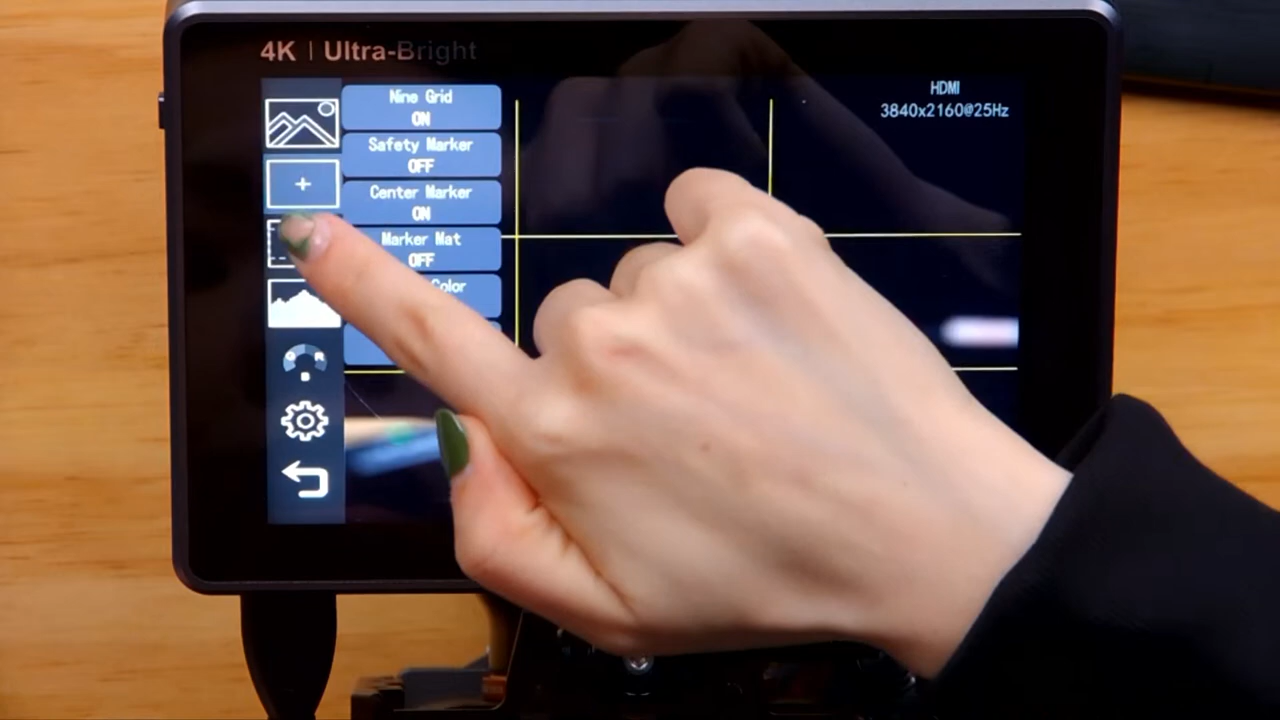 4K | Ultra-Bright
Nine Grid
ON
Safety Marker
OFF
Center Marker
ON
Marker Mat
OFF
Color
HDMI
3840x2160@25Hz
G R
B